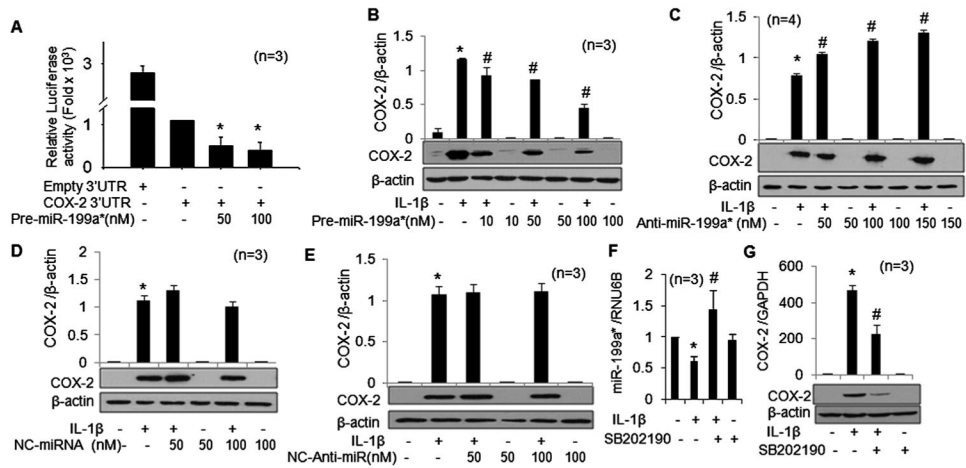 A
(n=3)
Relative Luciferase activity (Fold x 10³)
3
1
0
Empty 3'UTR + - - -
COX-2 3'UTR - + + +
Pre-miR-199a*(nM) - - 50 100
* *
B
(n=3)
COX-2 /β-actin
1.5
1
0.5
0
* # # #
COX-2
β-actin
IL-1β - + + - + - + -
Pre-miR-199a*(nM) - - 10 10 50 50 100 100
C
(n=4)
COX-2 /β-actin
1.5
1
0.5
0
* # # #
COX-2
β-actin
IL-1β - + + - + - + -
Anti-miR-199a* (nM) - - 50 50 100 100 150 150
D
(n=3)
COX-2 /β-actin
2
1.5
1
0.5
0
*
COX-2
β-actin
IL-1β - + + - + -
NC-miRNA (nM) - - 50 50 100 100
E
(n=3)
COX-2 /β-actin
1.5
1
0.5
0
*
COX-2
β-actin
IL-1β - + + - + -
NC-Anti-miR(nM) - - 50 50 100 100
F
(n=3)
miR-199a* /RNU6B
2
1.5
1
0.5
0
* #
IL-1β - + + -
SB202190 - - + +
G
(n=3)
COX-2 /GAPDH
600
400
200
0
* #
COX-2
β-actin
IL-1β - + + -
SB202190 - - + +